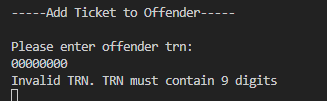 -----Add Ticket to Offender-----
Please enter offender trn:
00000000
Invalid TRN. TRN must contain 9 digits